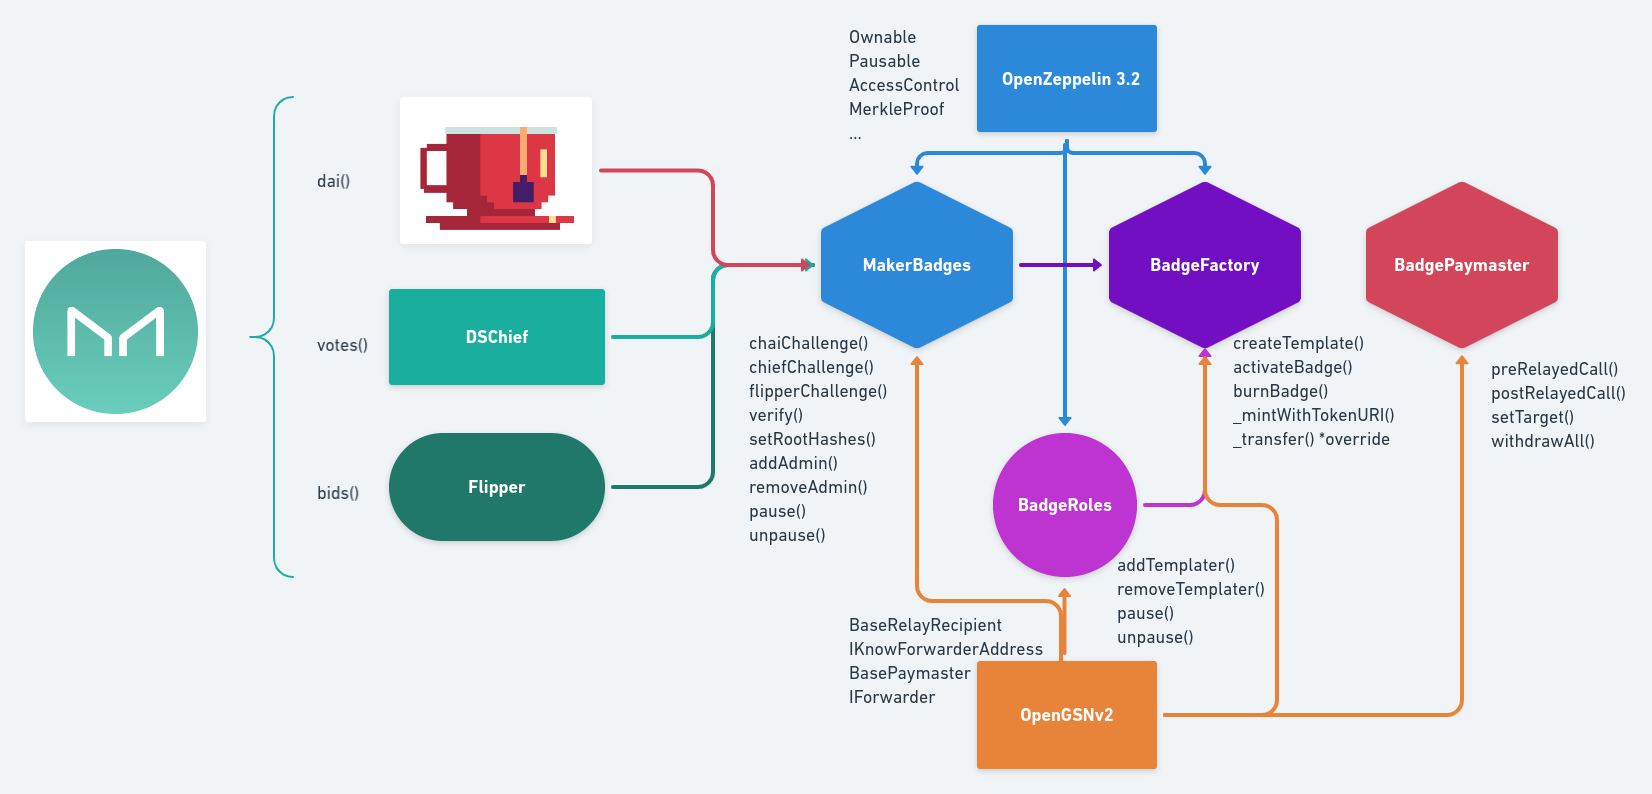 Ownable
Pausable
AccessControl
MerkleProof
...
OpenZeppelin 3.2
dai()
votes()
bids()
DSChief
Flipper
MakerBadges
BadgeFactory
BadgePaymaster
chaiChallenge()
chiefChallenge()
flipperChallenge()
verify()
setRootHashes()
addAdmin()
removeAdmin()
pause()
unpause()
createTemplate()
activateBadge()
burnBadge()
_mintWithTokenURI()
_transfer() *override
preRelayedCall()
postRelayedCall()
setTarget()
withdrawAll()
BadgeRoles
addTemplater()
removeTemplater()
pause()
unpause()
BaseRelayRecipient
IKnowForwarderAddress
BasePaymaster
IForwarder
OpenGSNv2